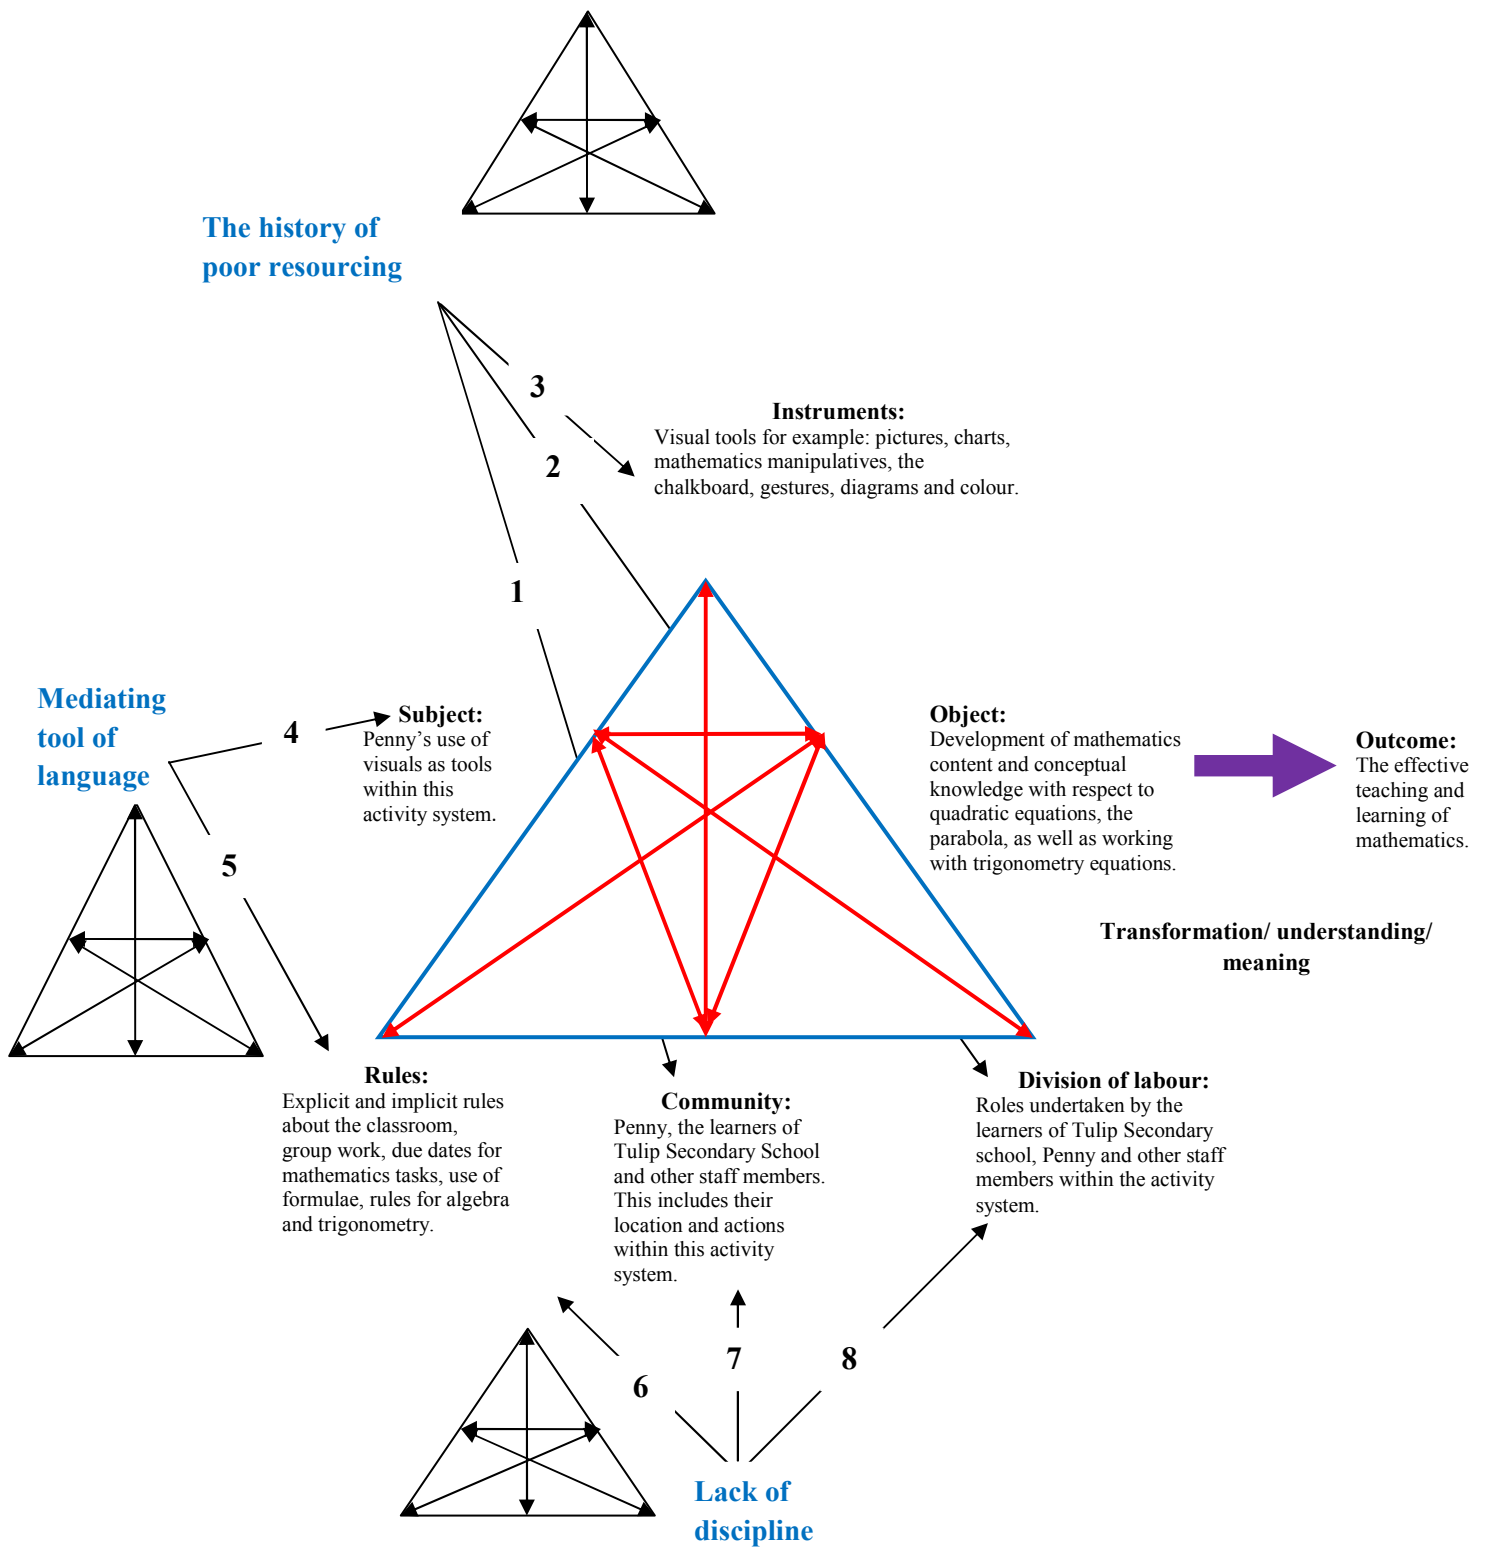 The history of
poor resourcing
3
Instruments:
Visual tools for example: pictures, charts,
mathematics manipulatives, the
chalkboard, gestures, diagrams and colour.
2
1
Mediating
tool of
language
4
Subject:
Penny’s use of
visuals as tools
within this
activity system.
Object:
Development of mathematics
content and conceptual
knowledge with respect to
quadratic equations, the
parabola, as well as working
with trigonometry equations.
Outcome:
The effective
teaching and
learning of
mathematics.
5
Transformation/ understanding/
meaning
Rules:
Explicit and implicit rules
about the classroom,
group work, due dates for
mathematics tasks, use of
formulae, rules for algebra
and trigonometry.
Community:
Penny, the learners of
Tulip Secondary School
and other staff members.
This includes their
location and actions
within this activity
system.
Division of labour:
Roles undertaken by the
learners of Tulip Secondary
school, Penny and other staff
members within the activity
system.
6
7
8
Lack of
discipline